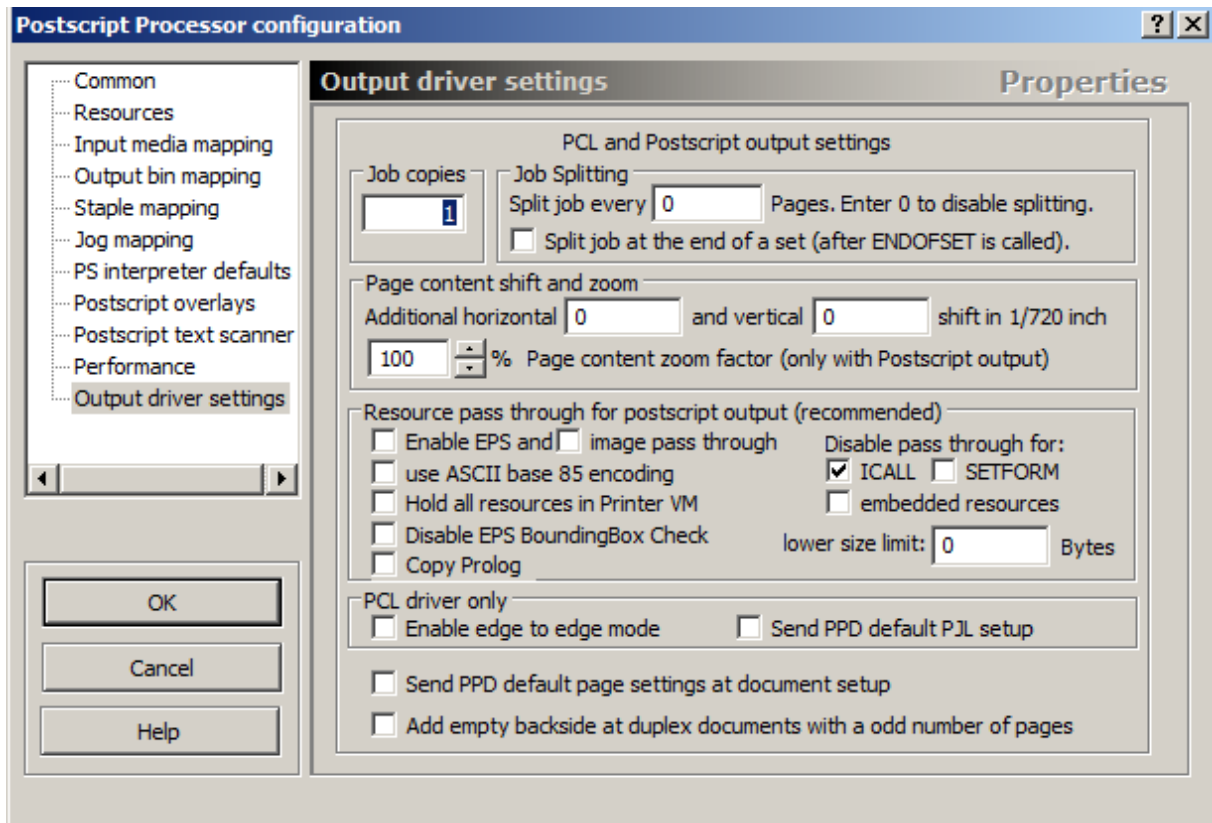 Postscript Processor configuration
Common
Resources
Input media mapping
Output bin mapping
Staple mapping
Jog mapping
PS interpreter defaults
Postscript overlays
Postscript text scanner
Performance
Output driver settings
OK
Cancel
Help
Output driver settings Properties
PCL and Postscript output settings
Job copies
1
Job Splitting
Split job every 0 Pages. Enter 0 to disable splitting.
Split job at the end of a set (after ENDOFSET is called).
Page content shift and zoom
Additional horizontal 0 and vertical 0 shift in 1/720 inch
100 % Page content zoom factor (only with Postscript output)
Resource pass through for postscript output (recommended)
Enable EPS and image pass through
use ASCII base 85 encoding
Hold all resources in Printer VM
Disable EPS BoundingBox Check
Copy Prolog
Disable pass through for:
ICALL SETFORM
embedded resources
lower size limit: 0 Bytes
PCL driver only
Enable edge to edge mode Send PPD default PJL setup
Send PPD default page settings at document setup
Add empty backside at duplex documents with a odd number of pages